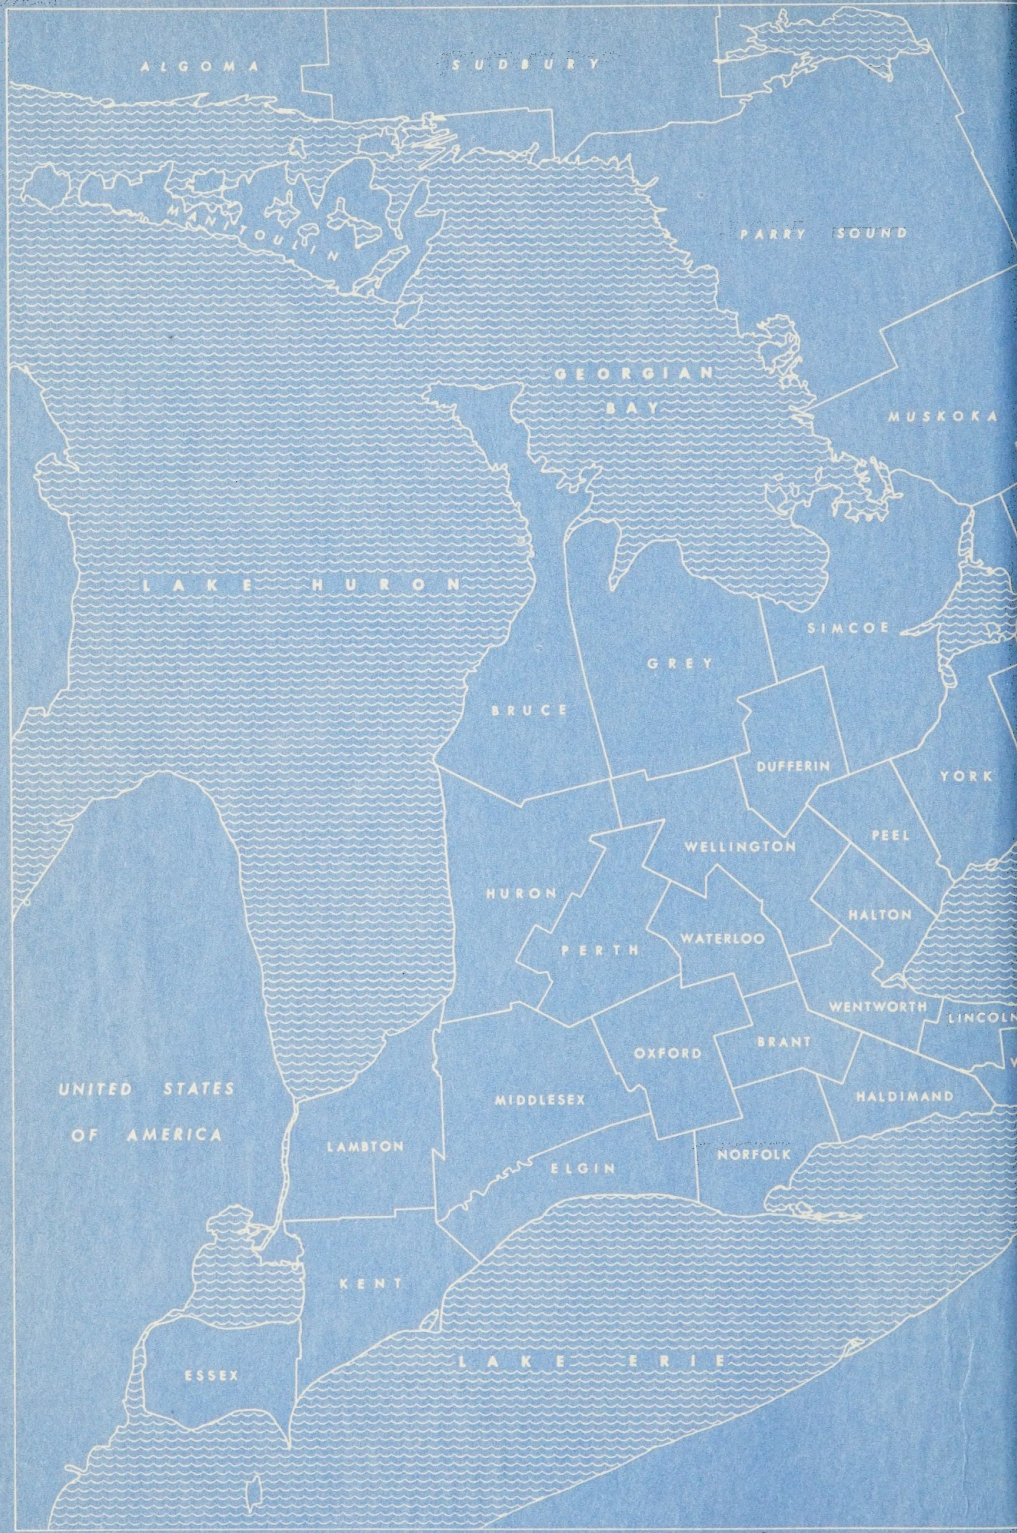 ALGOMA
SUDBURY
MANITOULIN
PARRY SOUND
GEORGIAN
BAY
MUSKOKA
LAKE HURON
SIMCOE
GREY
BRUCE
DUFFERIN
YORK
PEEL
WELLINGTON
HURON
HALTON
WATERLOO
PERTH
WENTWORTH
LINCOLN
BRANT
OXFORD
UNITED STATES
OF AMERICA
MIDDLESEX
HALDIMAND
LAMBTON
NORFOLK
ELGIN
KENT
LAKE ERIE
ESSEX